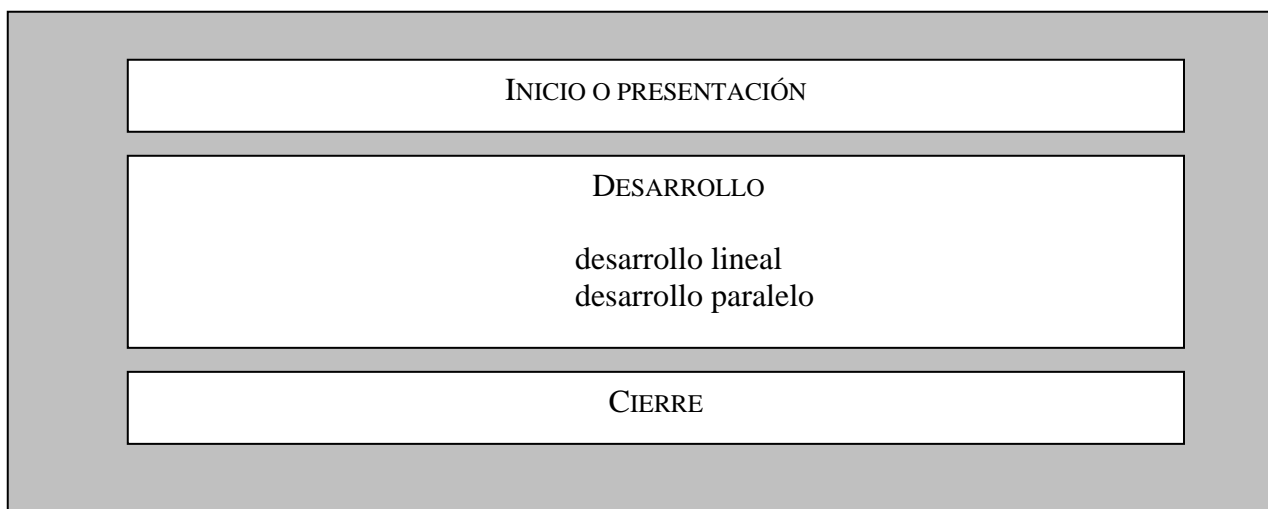 INICIO O PRESENTACIÓN
DESARROLLO
desarrollo lineal
desarrollo paralelo
CIERRE